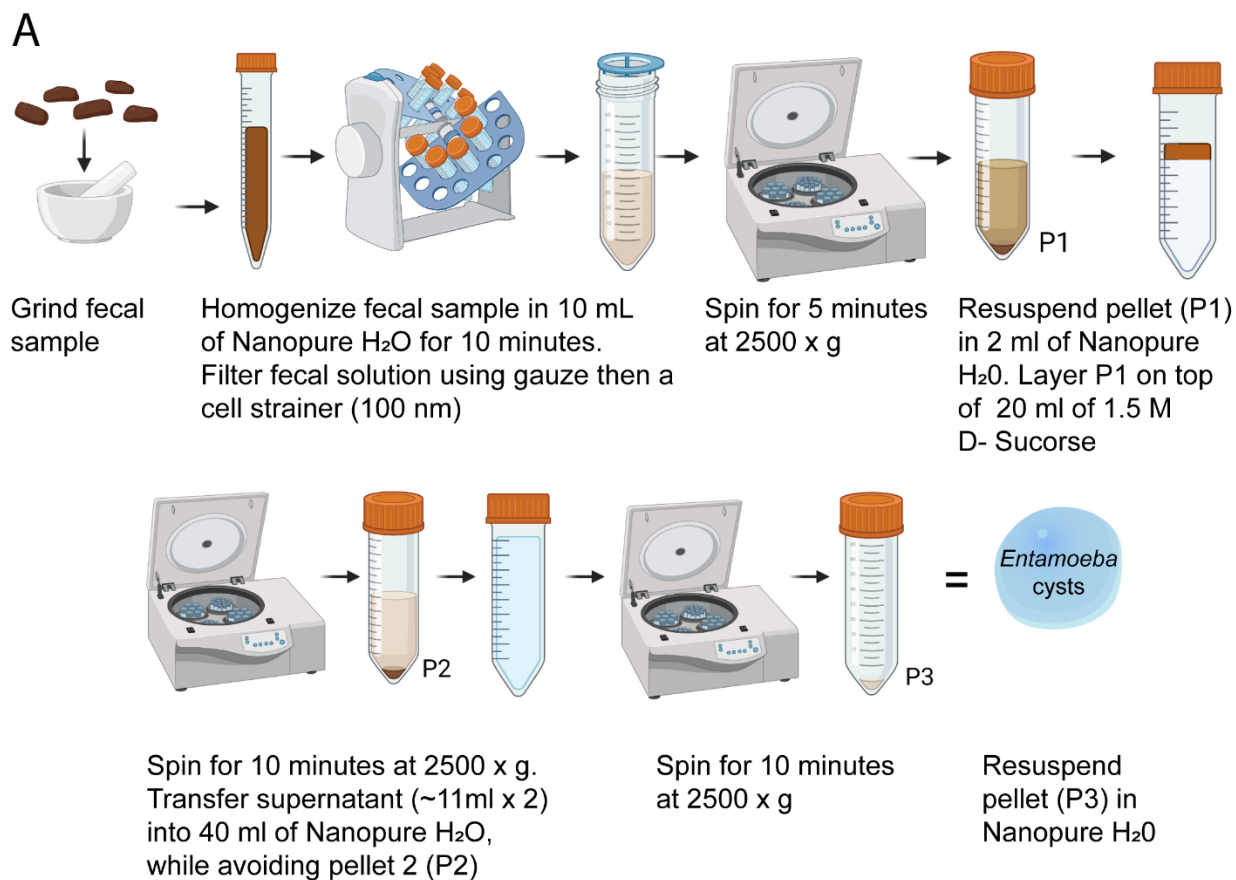 A
P1
Grind fecal
sample
Homogenize fecal sample in 10 mL
of Nanopure H₂O for 10 minutes.
Filter fecal solution using gauze then a
cell strainer (100 nm)
Spin for 5 minutes
at 2500 x g
Resuspend pellet (P1)
in 2 ml of Nanopure
H₂0. Layer P1 on top
of 20 ml of 1.5 M
D- Sucorse
P2
P3
=
Entamoeba
cysts
Spin for 10 minutes at 2500 x g.
Transfer supernatant (~11ml x 2)
into 40 ml of Nanopure H₂O,
while avoiding pellet 2 (P2)
Spin for 10 minutes
at 2500 x g
Resuspend
pellet (P3) in
Nanopure H₂0